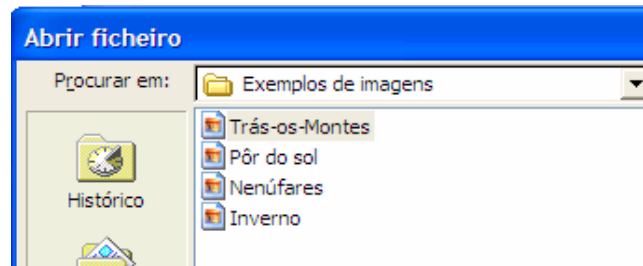 Abrir ficheiro
Procurar em:
Exemplos de imagens
Trás-os-Montes
Pôr do sol
Nenúfares
Inverno
Histórico